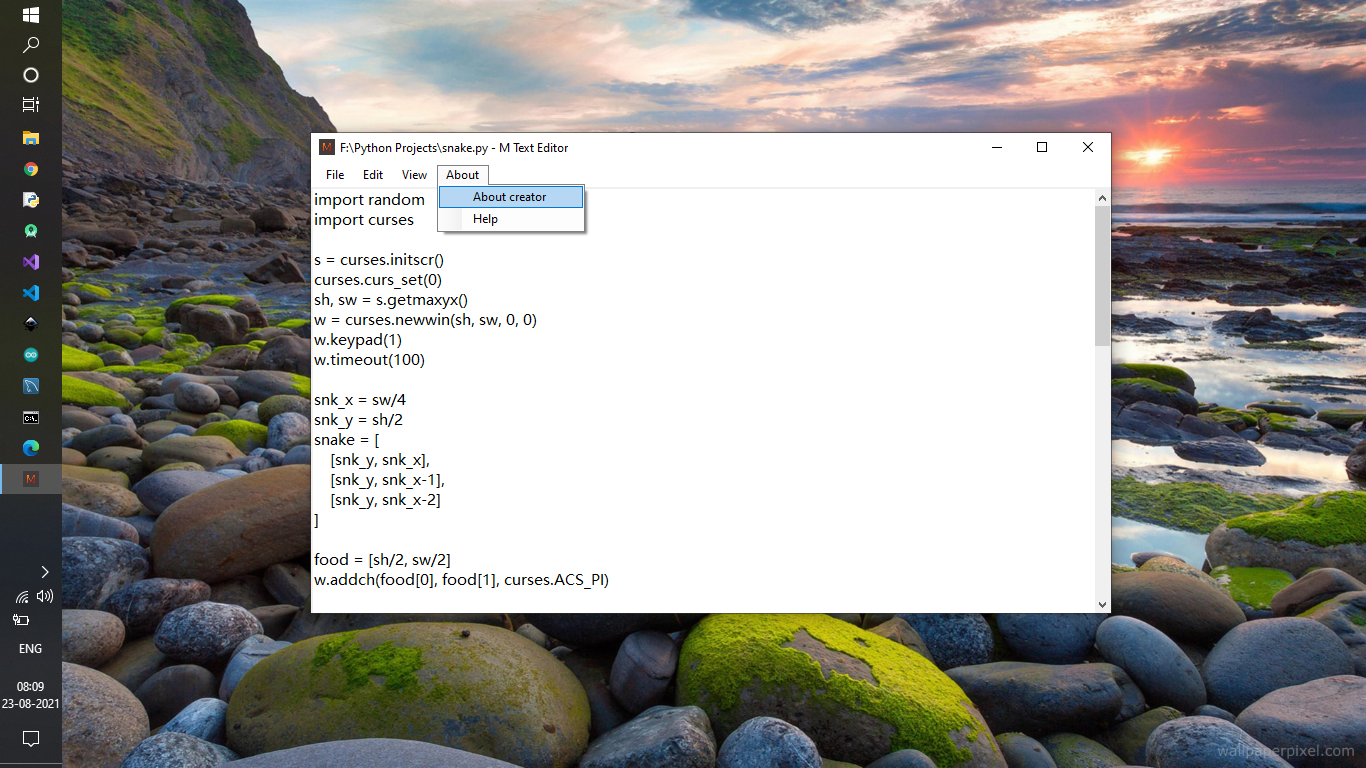 F:\Python Projects\snake.py - M Text Editor
File Edit View About
About creator
Help
import random
import curses
s = curses.initscr()
curses.curs_set(0)
sh, sw = s.getmaxyx()
w = curses.newwin(sh, sw, 0, 0)
w.keypad(1)
w.timeout(100)
snk_x = sw/4
snk_y = sh/2
snake = [
[snk_y, snk_x],
[snk_y, snk_x-1],
[snk_y, snk_x-2]
]
food = [sh/2, sw/2]
w.addch(food[0], food[1], curses.ACS_PI)
M
ENG
08:09
23-08-2021
wallpaperpixel.com